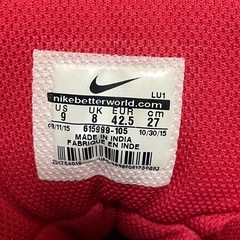 LU1
nikebetterworld.com
US UK EUR cm
9 8 42.5 27
615999-105
10/30/15
MADE IN INDIA
FABRIQUE EN INDE